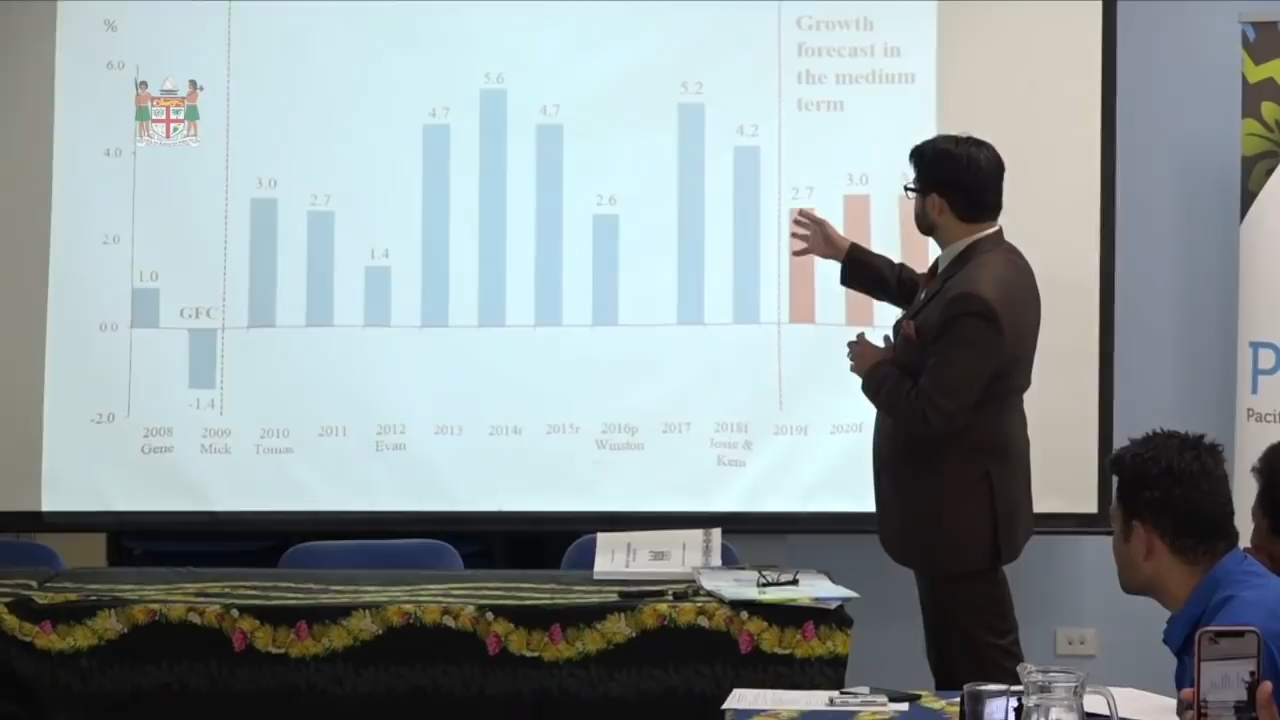 %
Growth
forecast in
the medium
term
6.0
4.0
2.0
0.0
-2.0
1.0
GFC
-1.4
3.0
2.7
1.4
4.7
5.6
4.7
2.6
5.2
4.2
2.7
3.0
2008
Gene
2009
Mick
2010
Tomas
2011
2012
Evan
2013
2014r
2015r
2016p
Winston
2017
2018f
Josie &
Keni
2019f
2020f
P
Pacifi